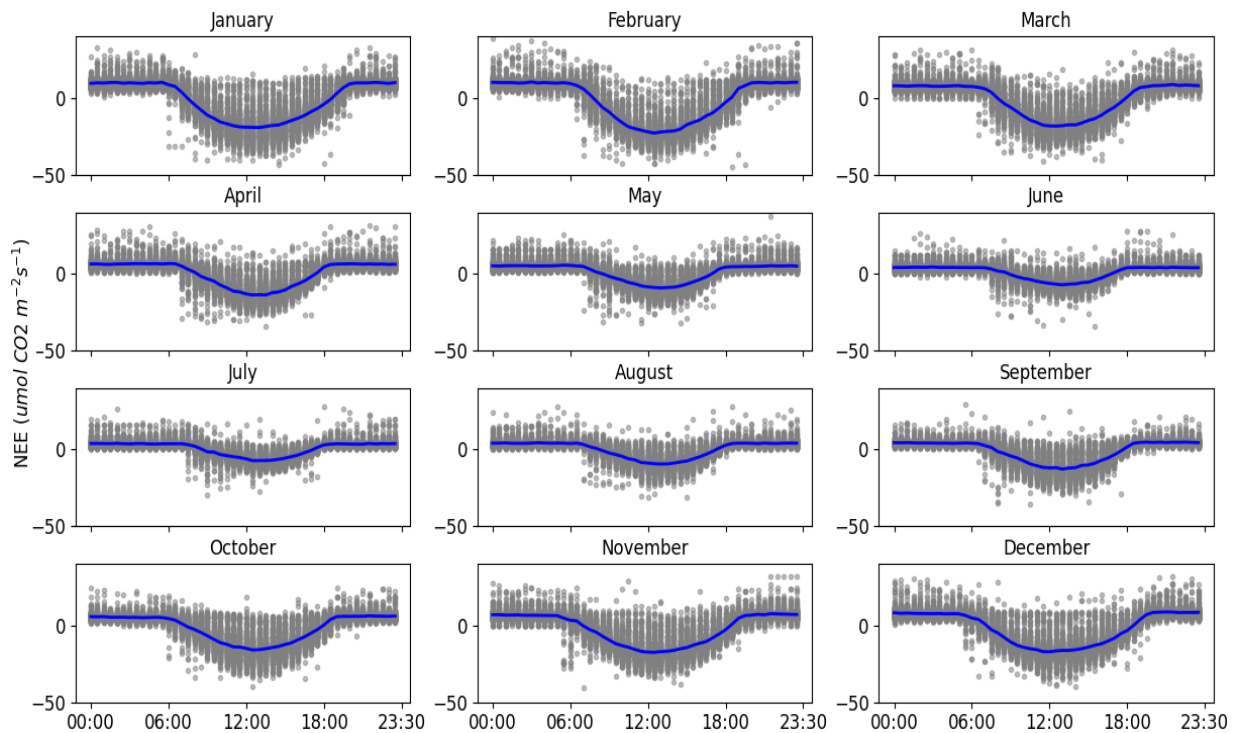 January February March
0
−50
April May June
0
−50
NEE (umol CO2 m−2s−1)
July August September
0
−50
October November December
0
−50
00:00 06:00 12:00 18:00 23:30 00:00 06:00 12:00 18:00 23:30 00:00 06:00 12:00 18:00 23:30